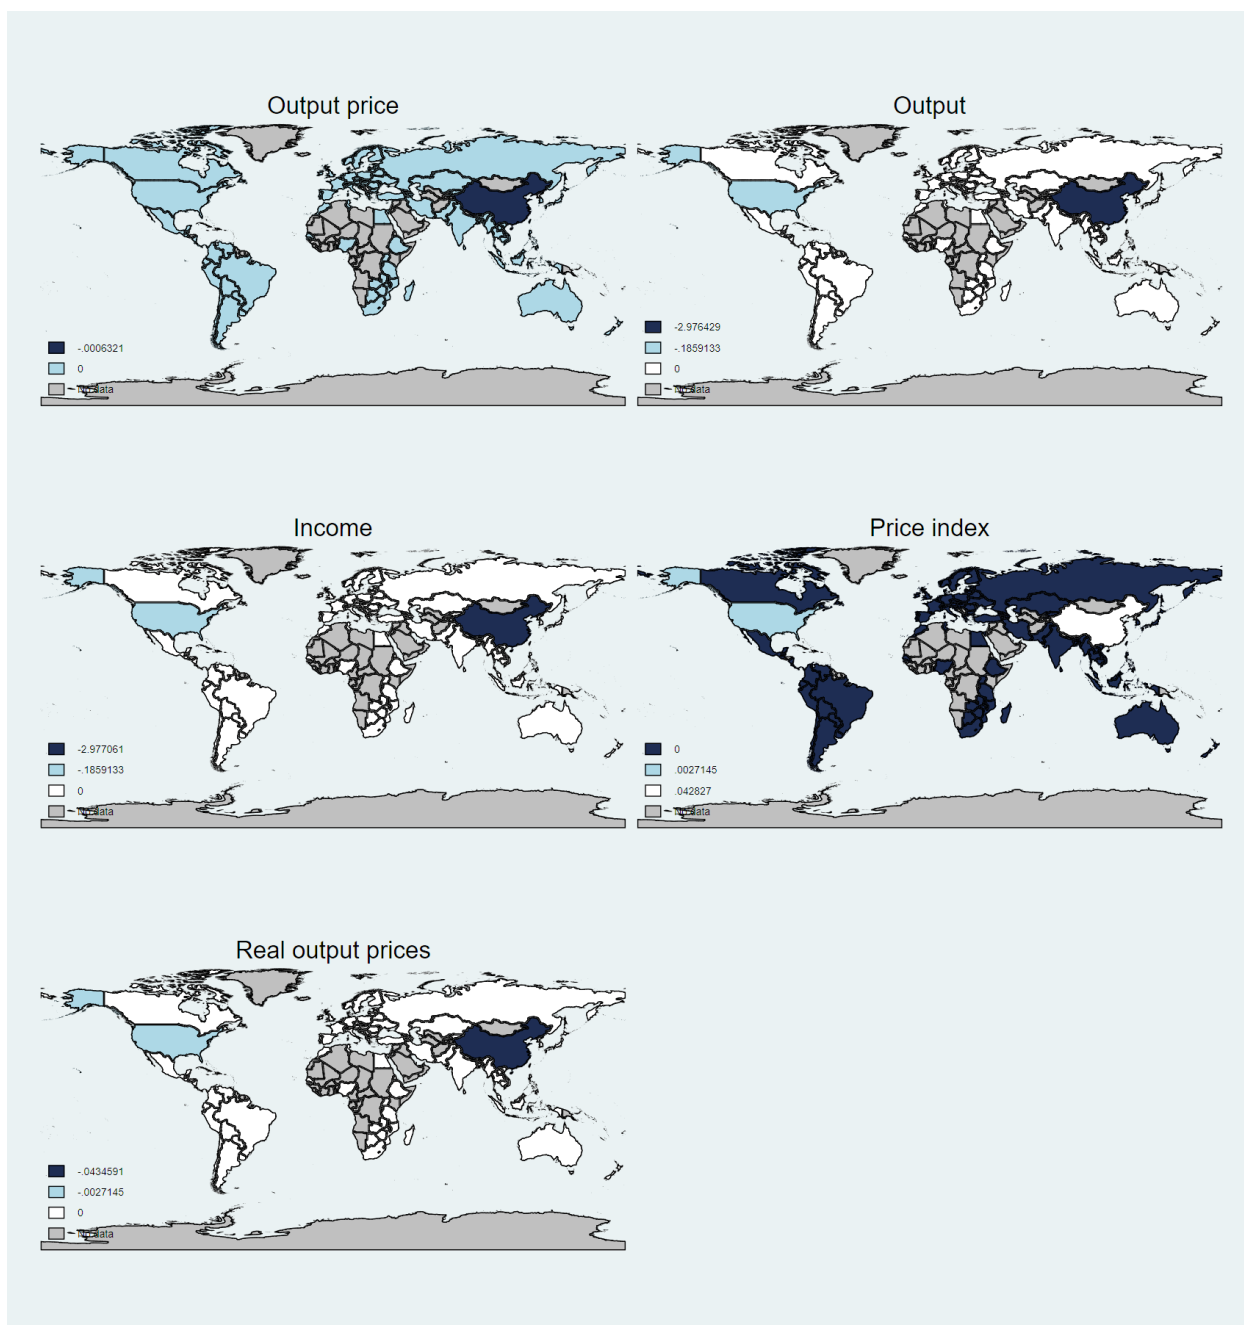 Output price
-.0006321
0
No data
Output
-2.976429
-.1859133
0
No data
Income
-2.977061
-.1859133
0
No data
Price index
0
.0027145
.042827
No data
Real output prices
-.0434591
-.0027145
0
No data